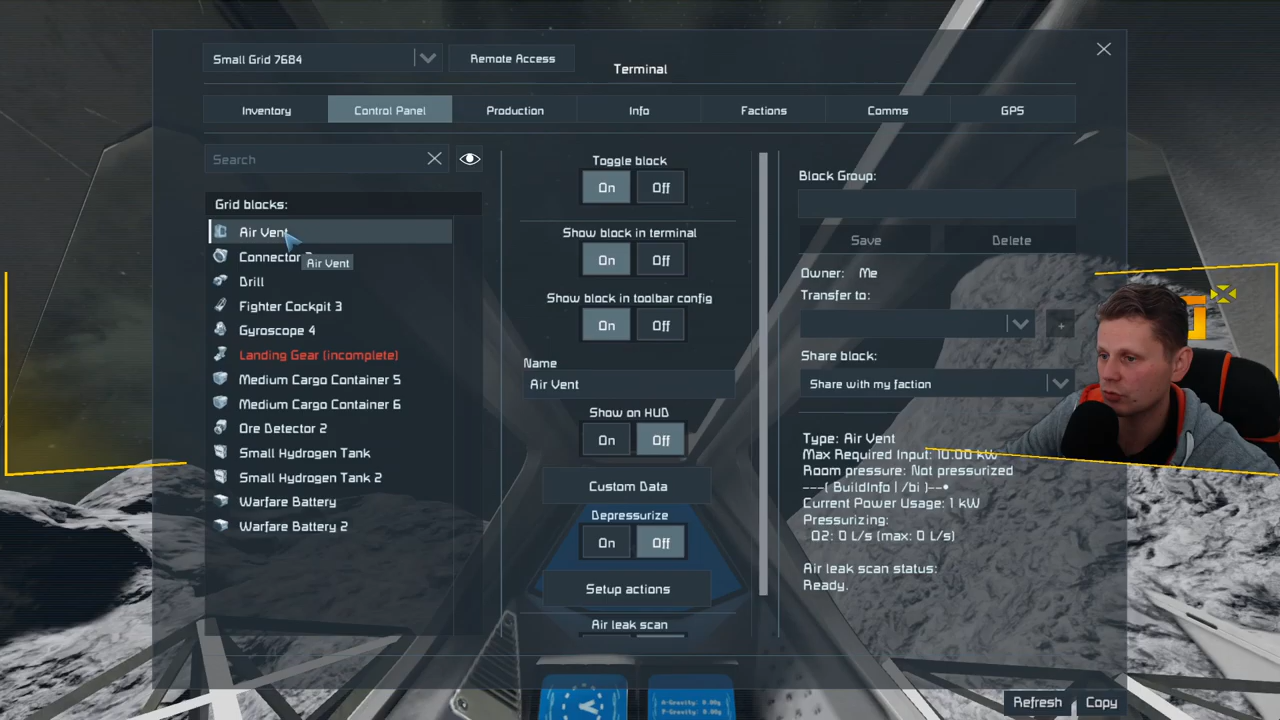 Small Grid 7684
Remote Access
Terminal
Inventory
Control Panel
Production
Info
Factions
Comms
GPS
Search
Grid blocks:
Air Vent
Connector
Air Vent
Drill
Fighter Cockpit 3
Gyroscope 4
Landing Gear (incomplete)
Medium Cargo Container 5
Medium Cargo Container 6
Ore Detector 2
Small Hydrogen Tank
Small Hydrogen Tank 2
Warfare Battery
Warfare Battery 2
Toggle block
On Off
Show block in terminal
On Off
Show block in toolbar config
On Off
Name
Air Vent
Show on HUD
On Off
Custom Data
Depressurize
On Off
Setup actions
Air leak scan
Block Group:
Save Delete
Owner: Me
Transfer to:
+
Share block:
Share with my faction
Type: Air Vent
Max Required Input: 10.00 kW
Room pressure: Not pressurized
---( BuildInfo | /bi )--•
Current Power Usage: 1 kW
Pressurizing:
O2: 0 L/s (max: 0 L/s)
Air leak scan status:
Ready.
A-Gravity: 0.00g
P-Gravity: 0.00g
Refresh Copy